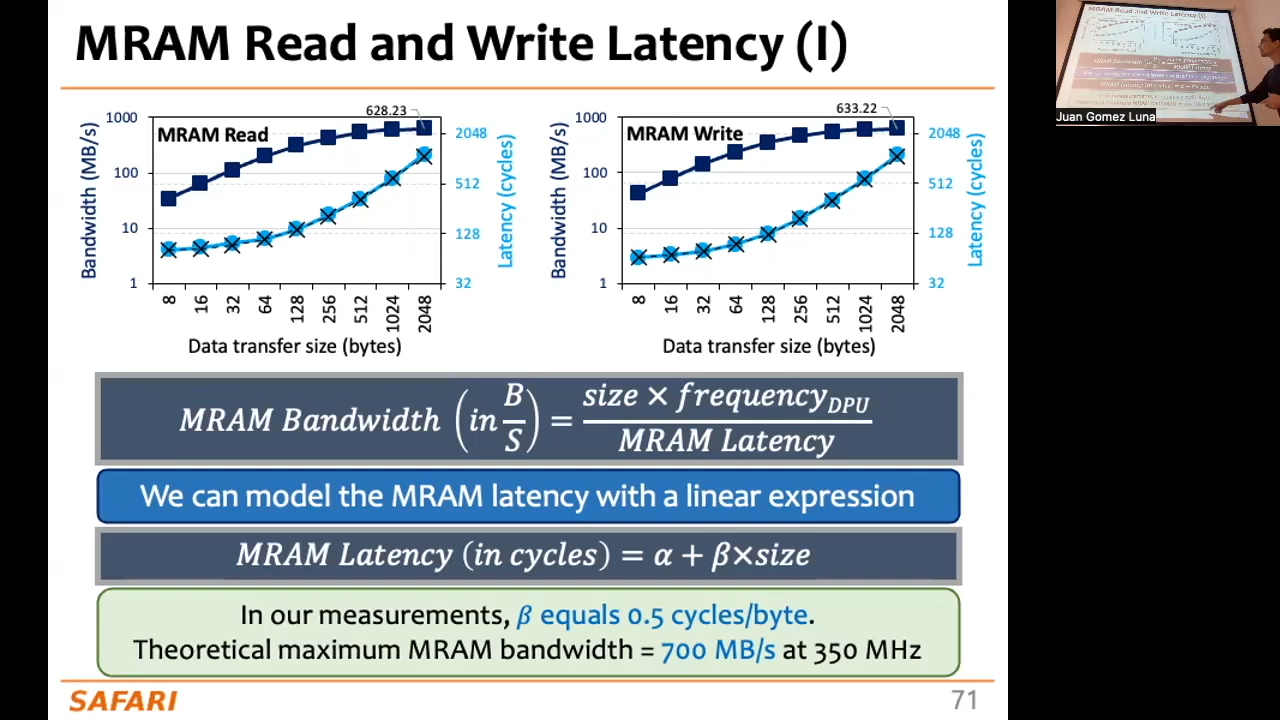 MRAM Read and Write Latency (I)
628.23
1000
100
10
1
MRAM Read
Bandwidth (MB/s)
2048
512
128
32
Latency (cycles)
8 16 32 64 128 256 512 1024 2048
Data transfer size (bytes)
633.22
1000
100
10
1
MRAM Write
Bandwidth (MB/s)
2048
512
128
32
Latency (cycles)
8 16 32 64 128 256 512 1024 2048
Data transfer size (bytes)
MRAM Bandwidth (in B/S) = size × frequency_DPU / MRAM Latency
We can model the MRAM latency with a linear expression
MRAM Latency (in cycles) = α + β×size
In our measurements, β equals 0.5 cycles/byte.
Theoretical maximum MRAM bandwidth = 700 MB/s at 350 MHz
SAFARI
71
MRAM Read and Write Latency (I)
Juan Gomez Luna